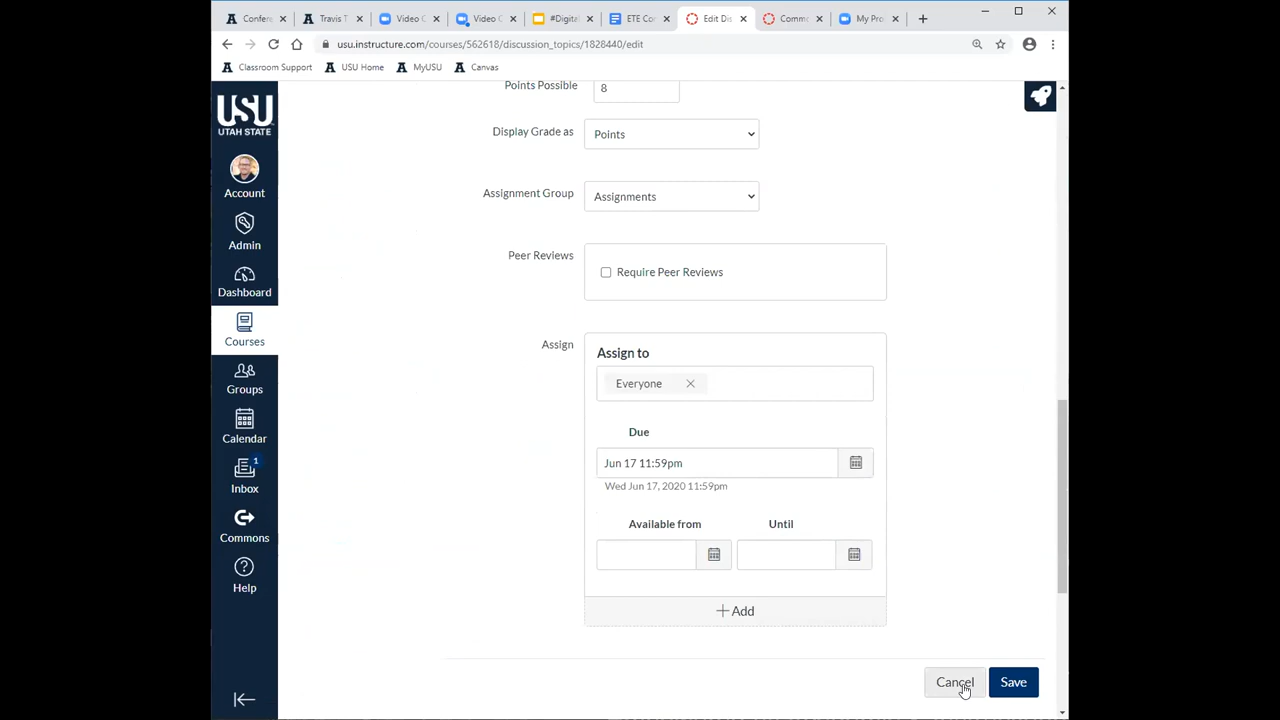 Confere
Travis T
Video C
Video C
#Digital
ETE Co
Edit Dis
Comm
My Pro
usu.instructure.com/courses/562618/discussion_topics/1828440/edit
Classroom Support
USU Home
MyUSU
Canvas
USU
UTAH STATE
Account
Admin
Dashboard
Courses
Groups
Calendar
1
Inbox
Commons
Help
Points Possible
8
Display Grade as
Points
Assignment Group
Assignments
Peer Reviews
Require Peer Reviews
Assign
Assign to
Everyone
Due
Jun 17 11:59pm
Wed Jun 17, 2020 11:59pm
Available from
Until
+ Add
Cancel
Save